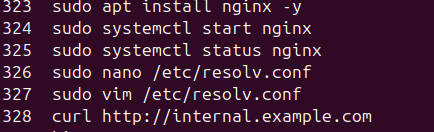 323 sudo apt install nginx -y
324 sudo systemctl start nginx
325 sudo systemctl status nginx
326 sudo nano /etc/resolv.conf
327 sudo vim /etc/resolv.conf
328 curl http://internal.example.com